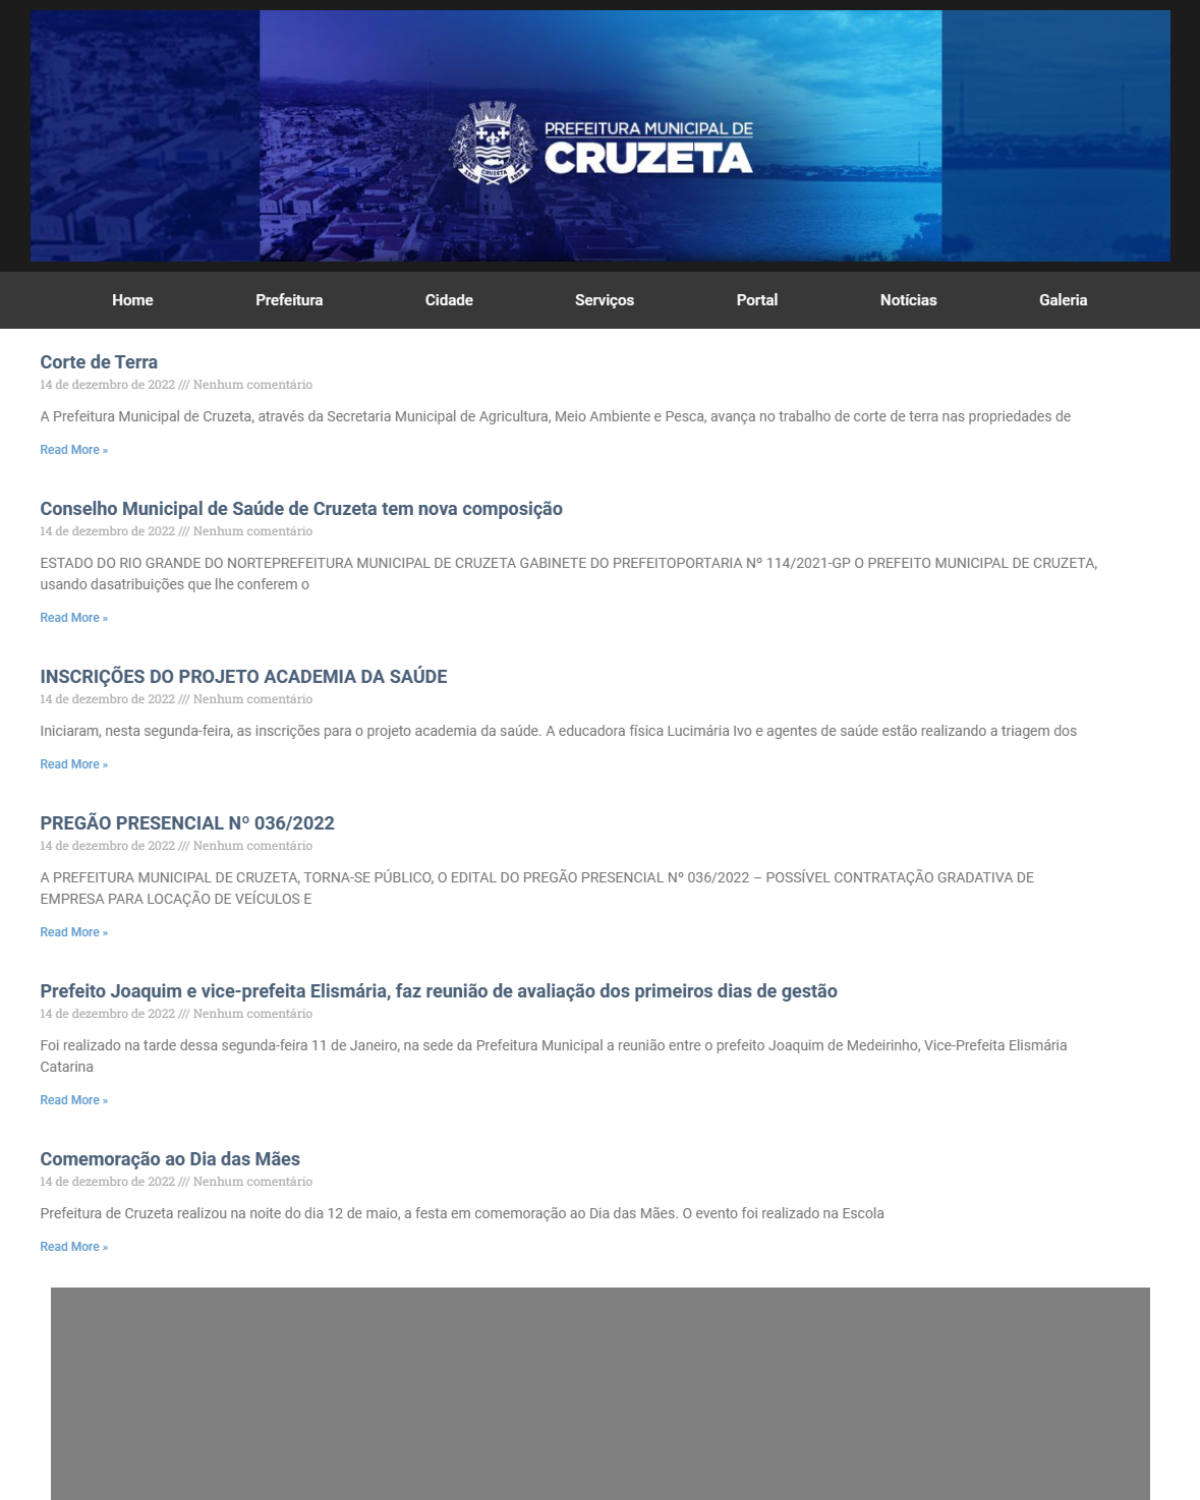 PREFEITURA MUNICIPAL DE
CRUZETA
CRUZETA
Home Prefeitura Cidade Serviços Portal Notícias Galeria
Corte de Terra
14 de dezembro de 2022 /// Nenhum comentário
A Prefeitura Municipal de Cruzeta, através da Secretaria Municipal de Agricultura, Meio Ambiente e Pesca, avança no trabalho de corte de terra nas propriedades de
Read More »
Conselho Municipal de Saúde de Cruzeta tem nova composição
14 de dezembro de 2022 /// Nenhum comentário
ESTADO DO RIO GRANDE DO NORTEPREFEITURA MUNICIPAL DE CRUZETA GABINETE DO PREFEITOPORTARIA Nº 114/2021-GP O PREFEITO MUNICIPAL DE CRUZETA,
usando dasatribuições que lhe conferem o
Read More »
INSCRIÇÕES DO PROJETO ACADEMIA DA SAÚDE
14 de dezembro de 2022 /// Nenhum comentário
Iniciaram, nesta segunda-feira, as inscrições para o projeto academia da saúde. A educadora física Lucimária Ivo e agentes de saúde estão realizando a triagem dos
Read More »
PREGÃO PRESENCIAL Nº 036/2022
14 de dezembro de 2022 /// Nenhum comentário
A PREFEITURA MUNICIPAL DE CRUZETA, TORNA-SE PÚBLICO, O EDITAL DO PREGÃO PRESENCIAL Nº 036/2022 – POSSÍVEL CONTRATAÇÃO GRADATIVA DE
EMPRESA PARA LOCAÇÃO DE VEÍCULOS E
Read More »
Prefeito Joaquim e vice-prefeita Elismária, faz reunião de avaliação dos primeiros dias de gestão
14 de dezembro de 2022 /// Nenhum comentário
Foi realizado na tarde dessa segunda-feira 11 de Janeiro, na sede da Prefeitura Municipal a reunião entre o prefeito Joaquim de Medeirinho, Vice-Prefeita Elismária
Catarina
Read More »
Comemoração ao Dia das Mães
14 de dezembro de 2022 /// Nenhum comentário
Prefeitura de Cruzeta realizou na noite do dia 12 de maio, a festa em comemoração ao Dia das Mães. O evento foi realizado na Escola
Read More »